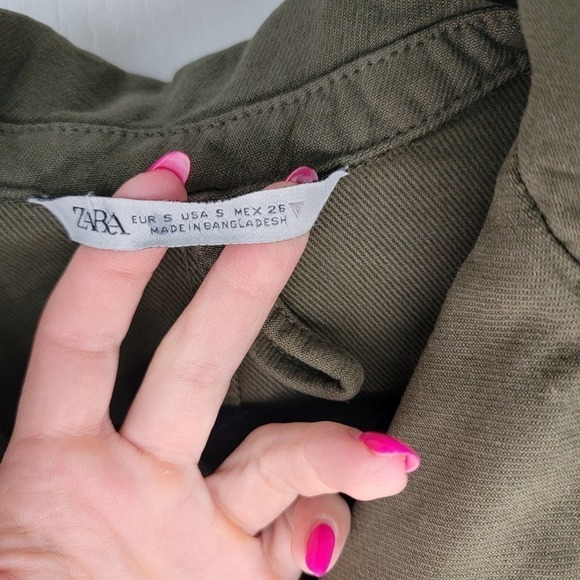 ZARA
EUR S USA S MEX 26
MADE IN BANGLADESH